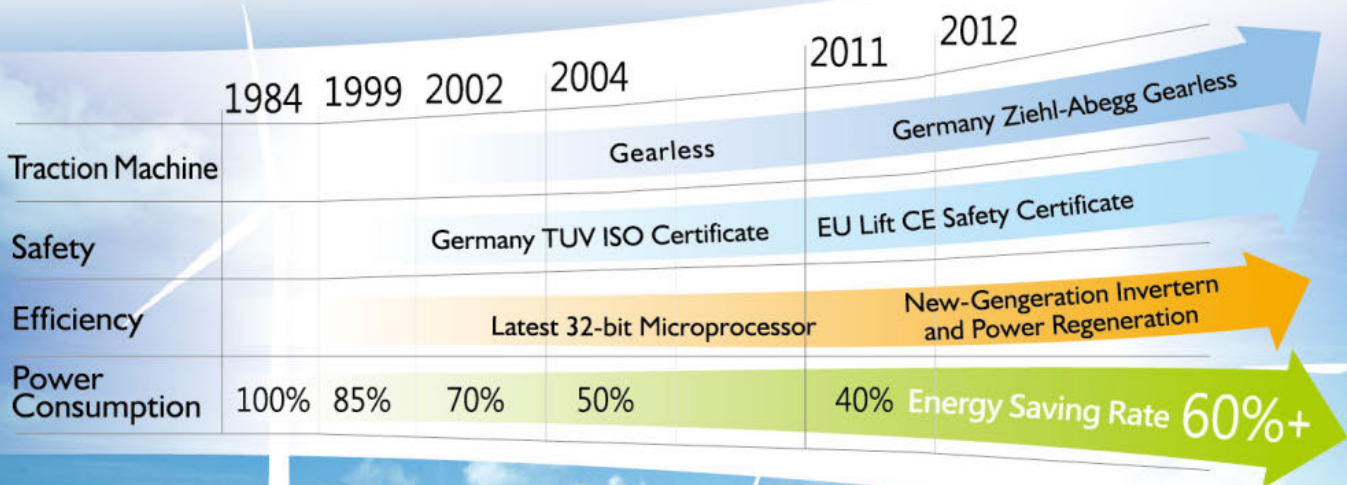 1984 1999 2002 2004 2011 2012
Traction Machine Gearless Germany Ziehl-Abegg Gearless
Safety Germany TUV ISO Certificate EU Lift CE Safety Certificate
Efficiency Latest 32-bit Microprocessor New-Gengeration Invertern
and Power Regeneration
Power
Consumption 100% 85% 70% 50% 40% Energy Saving Rate 60%+